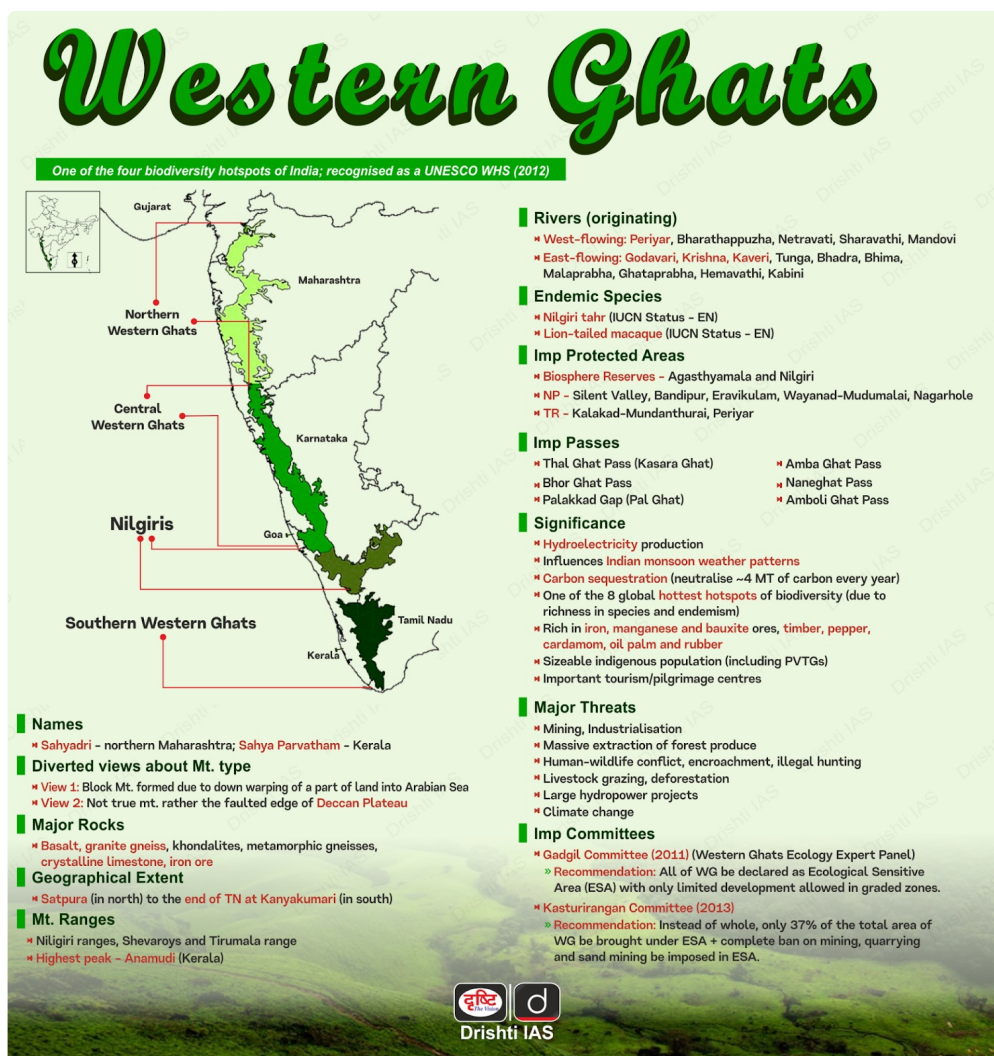 Western Ghats
One of the four biodiversity hotspots of India; recognised as a UNESCO WHS (2012)
Gujarat
Maharashtra
Northern
Western Ghats
Central
Western Ghats
Karnataka
Nilgiris
Goa
Southern Western Ghats
Tamil Nadu
Kerala
Names
Sahyadri - northern Maharashtra; Sahya Parvatham - Kerala
Diverted views about Mt. type
View 1: Block Mt. formed due to down warping of a part of land into Arabian Sea
View 2: Not true mt. rather the faulted edge of Deccan Plateau
Major Rocks
Basalt, granite gneiss, khondalites, metamorphic gneisses,
crystalline limestone, iron ore
Geographical Extent
Satpura (in north) to the end of TN at Kanyakumari (in south)
Mt. Ranges
Niligiri ranges, Shevaroys and Tirumala range
Highest peak - Anamudi (Kerala)
Rivers (originating)
West-flowing: Periyar, Bharathappuzha, Netravati, Sharavathi, Mandovi
East-flowing: Godavari, Krishna, Kaveri, Tunga, Bhadra, Bhima,
Malaprabha, Ghataprabha, Hemavathi, Kabini
Endemic Species
Nilgiri tahr (IUCN Status - EN)
Lion-tailed macaque (IUCN Status - EN)
Imp Protected Areas
Biosphere Reserves - Agasthyamala and Nilgiri
NP - Silent Valley, Bandipur, Eravikulam, Wayanad-Mudumalai, Nagarhole
TR - Kalakad-Mundanthurai, Periyar
Imp Passes
Thal Ghat Pass (Kasara Ghat)
Bhor Ghat Pass
Palakkad Gap (Pal Ghat)
Amba Ghat Pass
Naneghat Pass
Amboli Ghat Pass
Significance
Hydroelectricity production
Influences Indian monsoon weather patterns
Carbon sequestration (neutralise ~4 MT of carbon every year)
One of the 8 global hottest hotspots of biodiversity (due to
richness in species and endemism)
Rich in iron, manganese and bauxite ores, timber, pepper,
cardamom, oil palm and rubber
Sizeable indigenous population (including PVTGs)
Important tourism/pilgrimage centres
Major Threats
Mining, Industrialisation
Massive extraction of forest produce
Human-wildlife conflict, encroachment, illegal hunting
Livestock grazing, deforestation
Large hydropower projects
Climate change
Imp Committees
Gadgil Committee (2011) (Western Ghats Ecology Expert Panel)
» Recommendation: All of WG be declared as Ecological Sensitive
Area (ESA) with only limited development allowed in graded zones.
Kasturirangan Committee (2013)
» Recommendation: Instead of whole, only 37% of the total area of
WG be brought under ESA + complete ban on mining, quarrying
and sand mining be imposed in ESA.
दृष्टि
The Vision
d
Drishti IAS